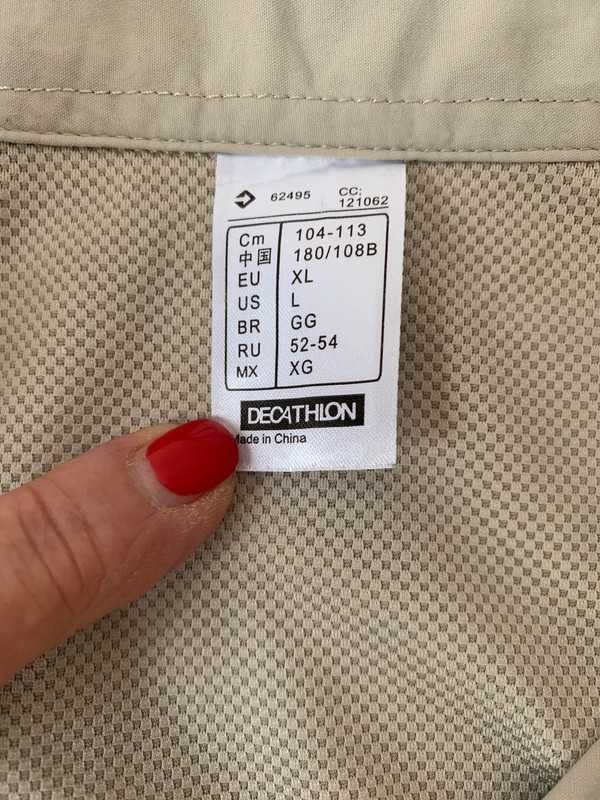 62495 CC:
121062
Cm 104-113
中国 180/108B
EU XL
US L
BR GG
RU 52-54
MX XG
DECATHLON
Made in China